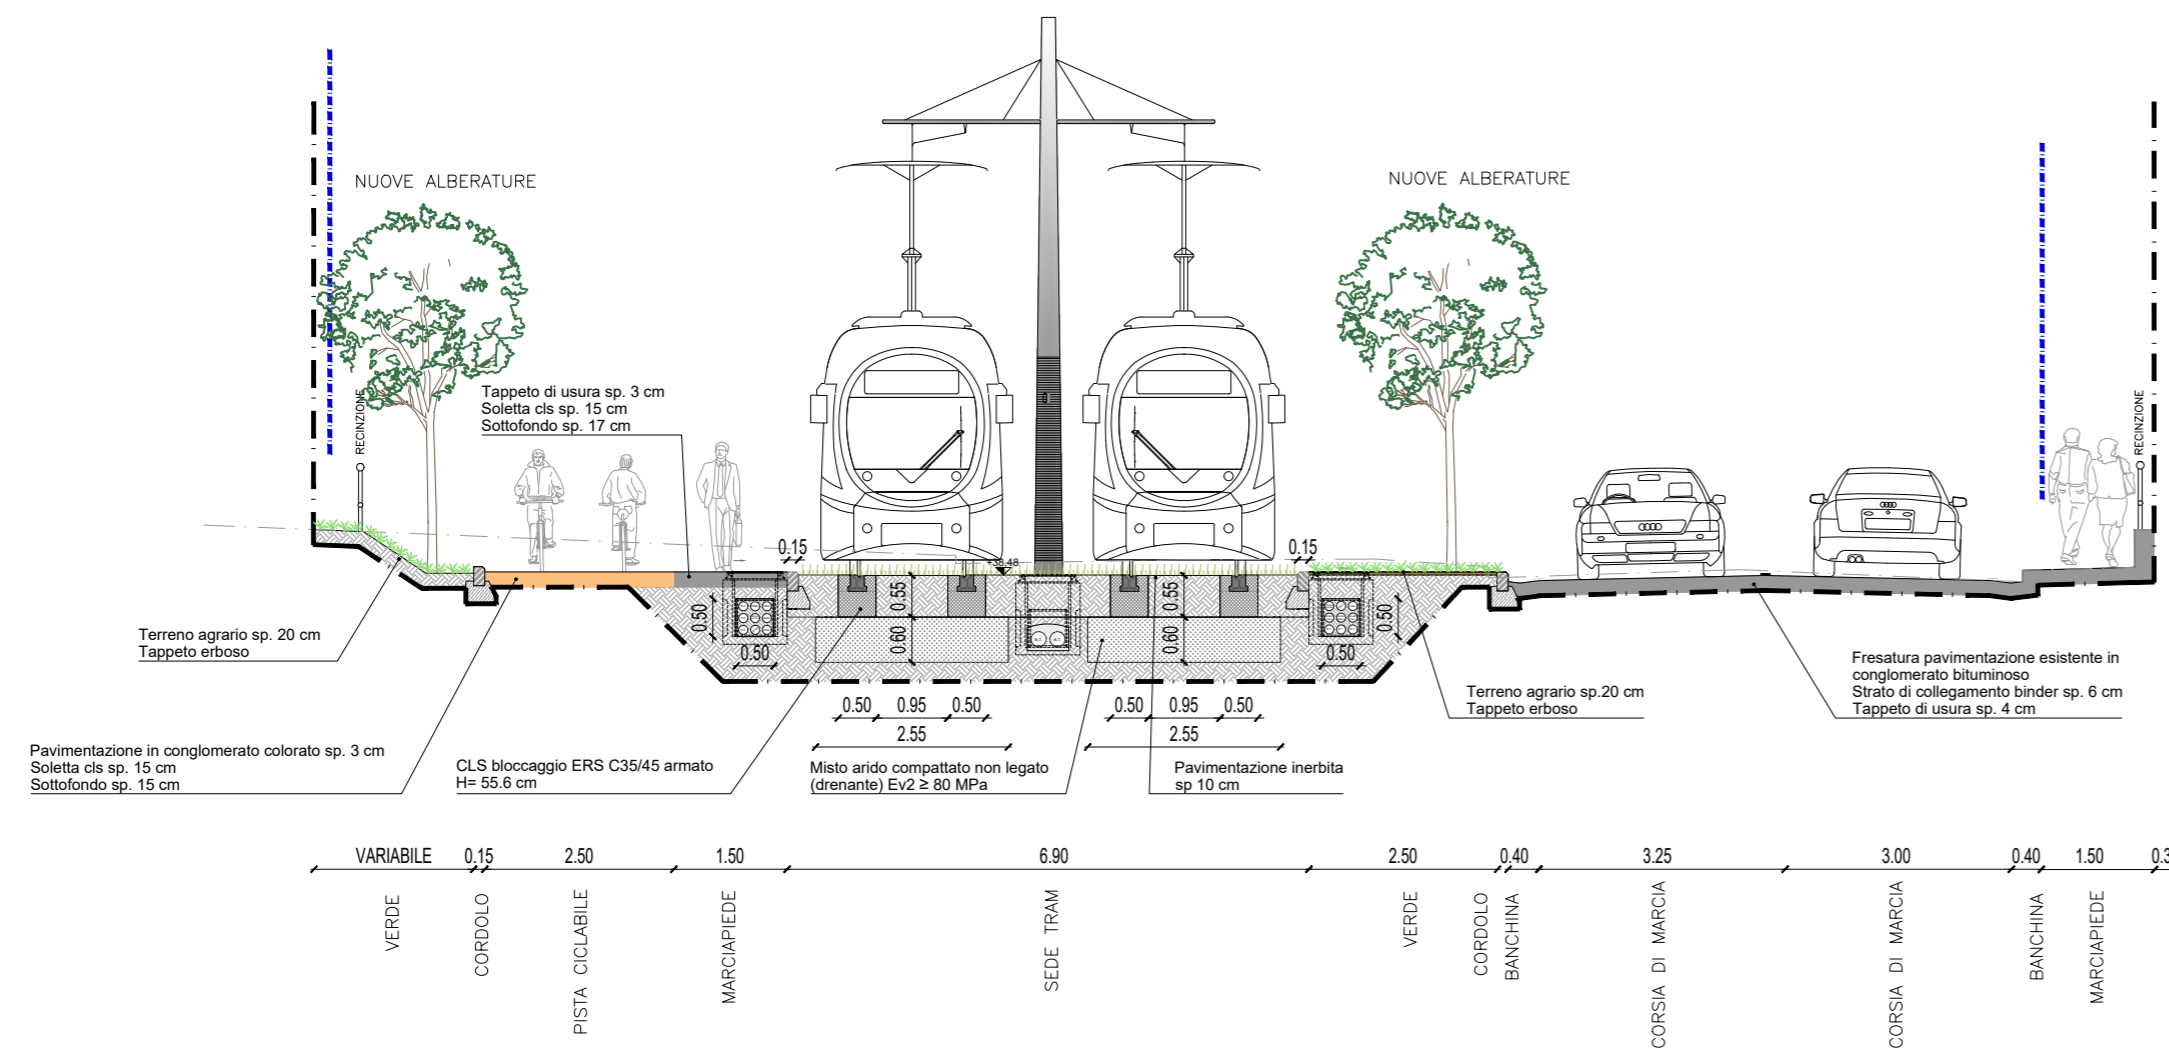 NUOVE ALBERATURE
NUOVE ALBERATURE
RECINZIONE
RECINZIONE
Tappeto di usura sp. 3 cm
Soletta cls sp. 15 cm
Sottofondo sp. 17 cm
0.15
0.15
+38.48
0.50
0.50
0.55
0.60
0.55
0.60
0.50
0.50
Terreno agrario sp. 20 cm
Tappeto erboso
Fresatura pavimentazione esistente in
conglomerato bituminoso
Strato di collegamento binder sp. 6 cm
Tappeto di usura sp. 4 cm
Terreno agrario sp.20 cm
Tappeto erboso
0.50 0.95 0.50
2.55
0.50 0.95 0.50
2.55
Pavimentazione in conglomerato colorato sp. 3 cm
Soletta cls sp. 15 cm
Sottofondo sp. 15 cm
CLS bloccaggio ERS C35/45 armato
H= 55.6 cm
Misto arido compattato non legato
(drenante) Ev2 ≥ 80 MPa
Pavimentazione inerbita
sp 10 cm
VARIABILE 0.15 2.50 1.50 6.90 2.50 0.40 3.25 3.00 0.40 1.50 0.3
VERDE
CORDOLO
PISTA CICLABILE
MARCIAPIEDE
SEDE TRAM
VERDE
CORDOLO
BANCHINA
CORSIA DI MARCIA
CORSIA DI MARCIA
BANCHINA
MARCIAPIEDE